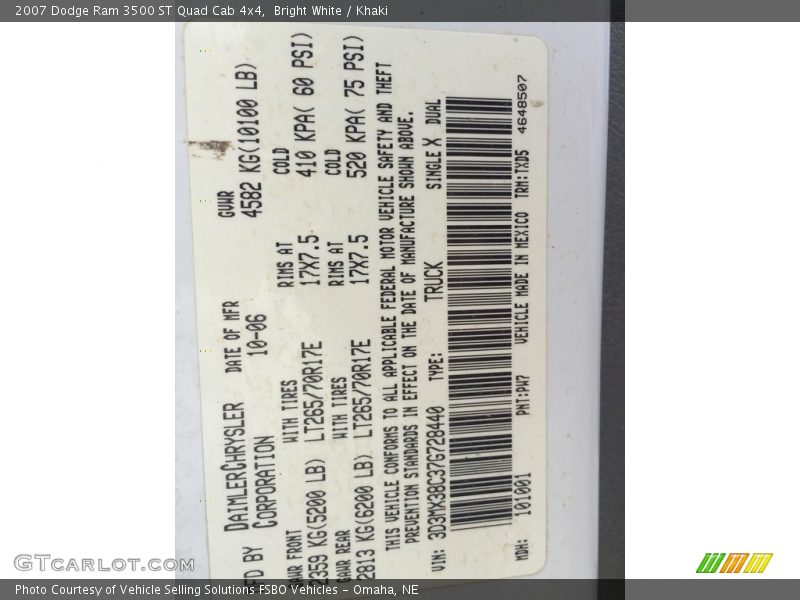 2007 Dodge Ram 3500 ST Quad Cab 4x4,  Bright White / Khaki
FD BY DAIMLERCHRYSLER CORPORATION
DATE OF MFR 10-06
GVWR 4582 KG(10100 LB)
GAWR FRONT WITH TIRES RIMS AT COLD
2359 KG(5200 LB) LT265/70R17E 17X7.5 410 KPA( 60 PSI)
GAWR REAR WITH TIRES RIMS AT COLD
2813 KG(6200 LB) LT265/70R17E 17X7.5 520 KPA( 75 PSI)
THIS VEHICLE CONFORMS TO ALL APPLICABLE FEDERAL MOTOR VEHICLE SAFETY AND THEFT
PREVENTION STANDARDS IN EFFECT ON THE DATE OF MANUFACTURE SHOWN ABOVE.
VIN: 3D3MX38C37G728440 TYPE: TRUCK SINGLE X DUAL
MDH: 101001 PNT:PW7 VEHICLE MADE IN MEXICO TRM:TXD5 4648507
GTCarLot.com
Photo Courtesy of Vehicle Selling Solutions FSBO Vehicles - Omaha, NE